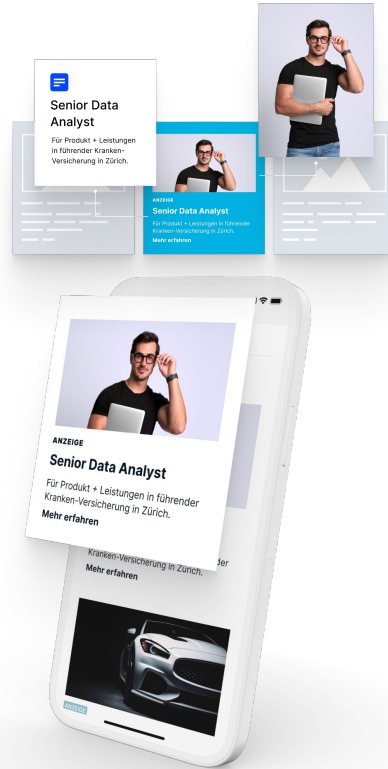 Senior Data
Analyst
Für Produkt + Leistungen
in führender Kranken-
Versicherung in Zürich.
ANZEIGE
Senior Data Analyst
Für Produkt + Leistungen in führender
Kranken-Versicherung in Zürich.
Mehr erfahren
ANZEIGE
Senior Data Analyst
Für Produkt + Leistungen in führender
Kranken-Versicherung in Zürich.
Mehr erfahren
der
Kranken-Versicherung in Zürich.
Mehr erfahren
ANZEIGE